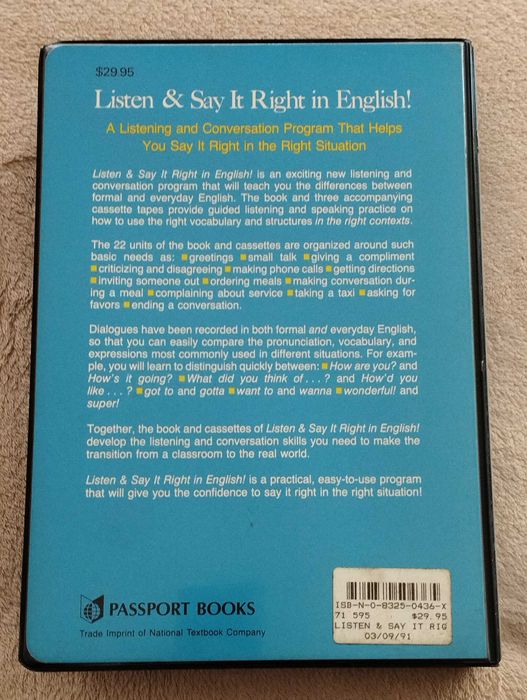 $29.95
Listen & Say It Right in English!
A Listening and Conversation Program That Helps
You Say It Right in the Right Situation
Listen & Say It Right in English! is an exciting new listening and
conversation program that will teach you the differences between
formal and everyday English. The book and three accompanying
cassette tapes provide guided listening and speaking practice on
how to use the right vocabulary and structures in the right contexts.
The 22 units of the book and cassettes are organized around such
basic needs as: ■ greetings ■ small talk ■ giving a compliment
■ criticizing and disagreeing ■ making phone calls ■ getting directions
■ inviting someone out ■ ordering meals ■ making conversation dur-
ing a meal ■ complaining about service ■ taking a taxi ■ asking for
favors ■ ending a conversation.
Dialogues have been recorded in both formal and everyday English,
so that you can easily compare the pronunciation, vocabulary, and
expressions most commonly used in different situations. For exam-
ple, you will learn to distinguish quickly between: ■ How are you? and
How's it going? ■ What did you think of . . . ? and How'd you
like . . . ? ■ got to and gotta ■ want to and wanna ■ wonderful! and
super!
Together, the book and cassettes of Listen & Say It Right in English!
develop the listening and conversation skills you need to make the
transition from a classroom to the real world.
Listen & Say It Right in English! is a practical, easy-to-use program
that will give you the confidence to say it right in the right situation!
PASSPORT BOOKS
Trade Imprint of National Textbook Company
ISB-N-0-8325-0436-X
71 595 $29.95
LISTEN & SAY IT RIG
03/09/91